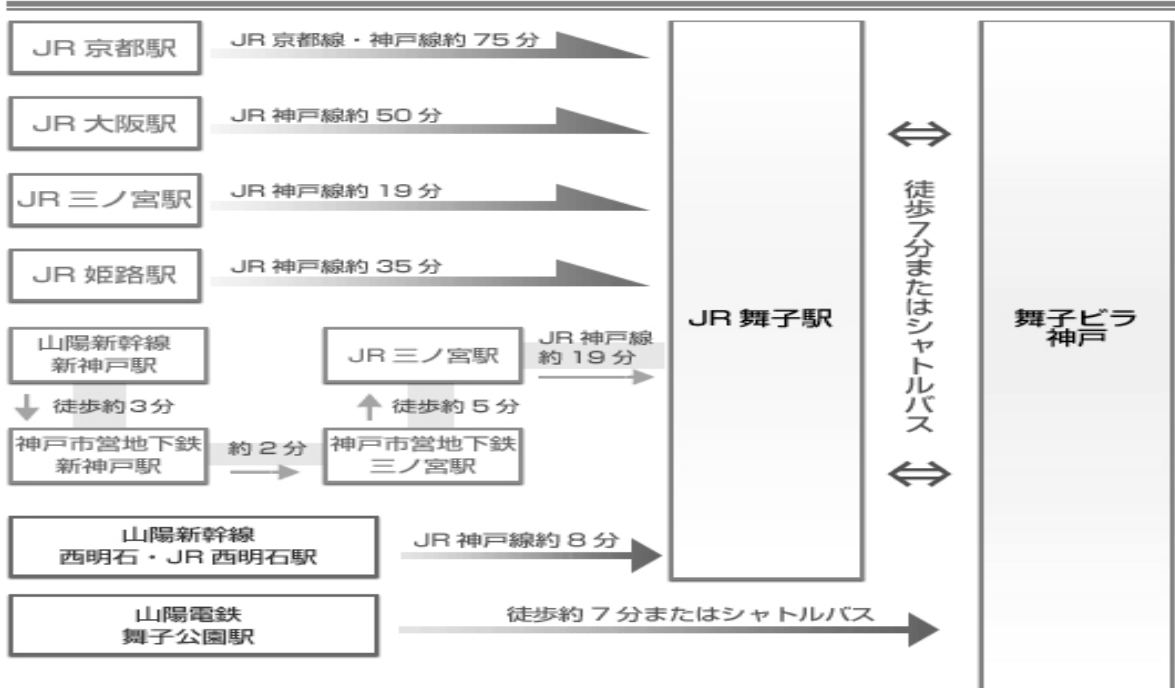 JR 京都駅
JR 京都線・神戸線約 75 分
JR 大阪駅
JR 神戸線約 50 分
JR 三ノ宮駅
JR 神戸線約 19 分
JR 姫路駅
JR 神戸線約 35 分
山陽新幹線
新神戸駅
徒歩約3分
神戸市営地下鉄
新神戸駅
約 2 分
神戸市営地下鉄
三ノ宮駅
徒歩約 5 分
JR 三ノ宮駅
JR 神戸線
約 19 分
山陽新幹線
西明石・JR 西明石駅
JR 神戸線約 8 分
JR 舞子駅
徒歩7分またはシャトルバス
山陽電鉄
舞子公園駅
徒歩約 7 分またはシャトルバス
舞子ビラ
神戸